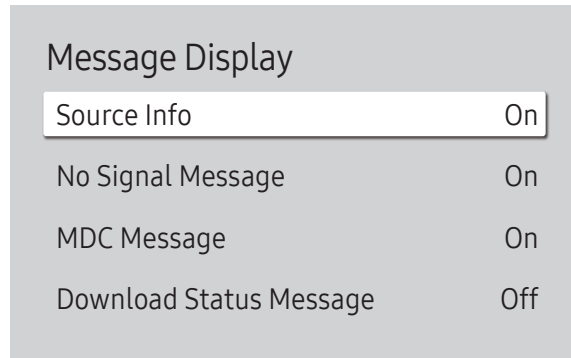 Message Display
Source Info On
No Signal Message On
MDC Message On
Download Status Message Off